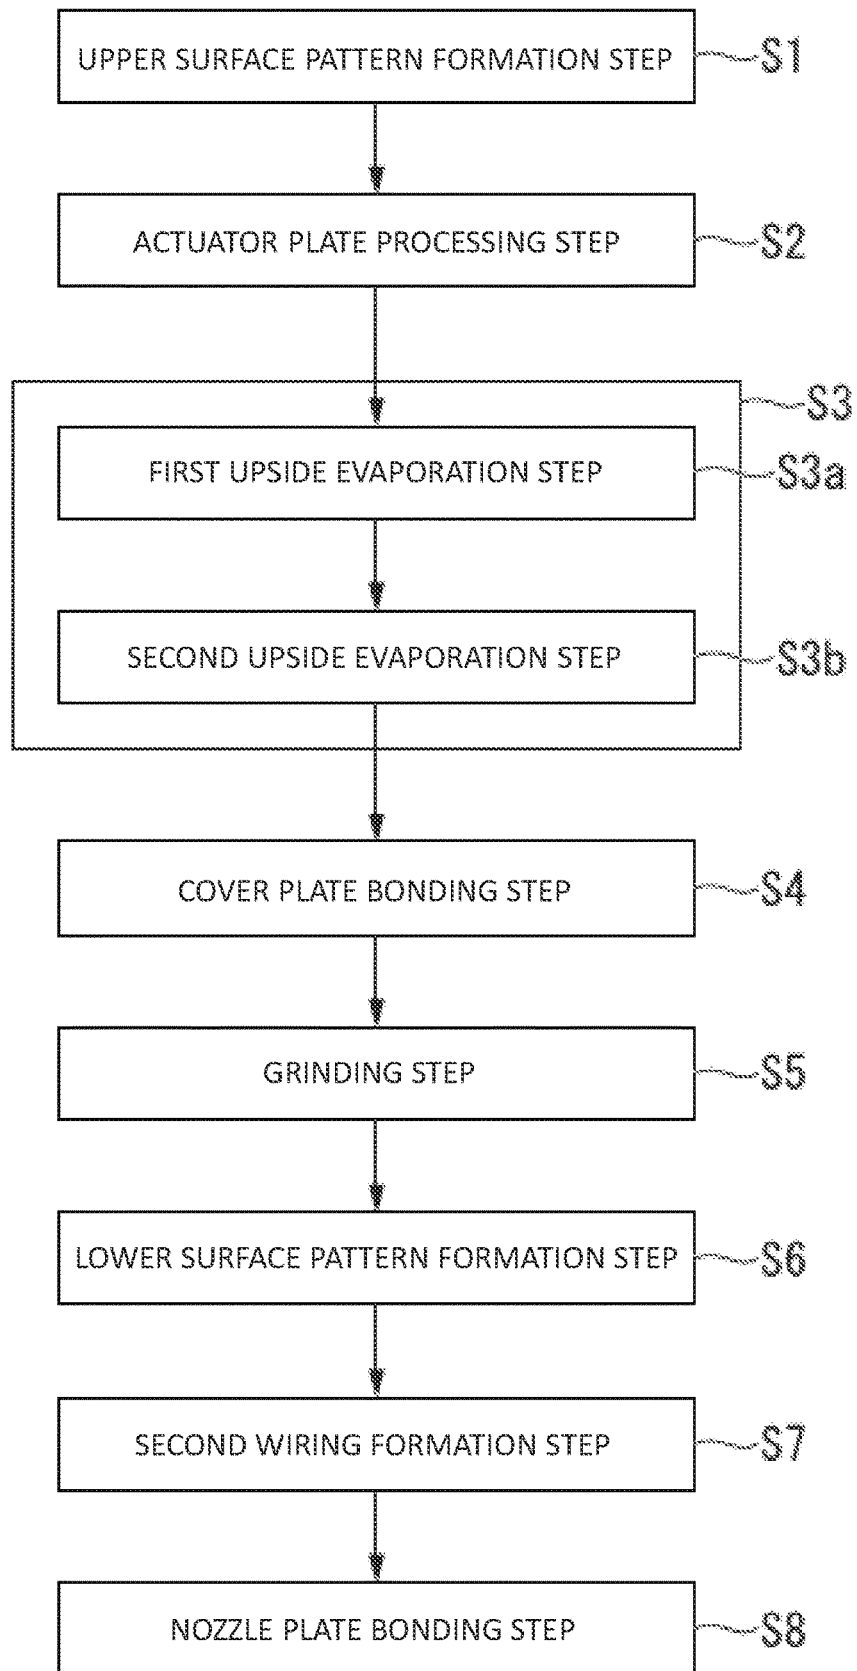 UPPER SURFACE PATTERN FORMATION STEP S1
ACTUATOR PLATE PROCESSING STEP S2
S3
FIRST UPSIDE EVAPORATION STEP S3a
SECOND UPSIDE EVAPORATION STEP S3b
COVER PLATE BONDING STEP S4
GRINDING STEP S5
LOWER SURFACE PATTERN FORMATION STEP S6
SECOND WIRING FORMATION STEP S7
NOZZLE PLATE BONDING STEP S8